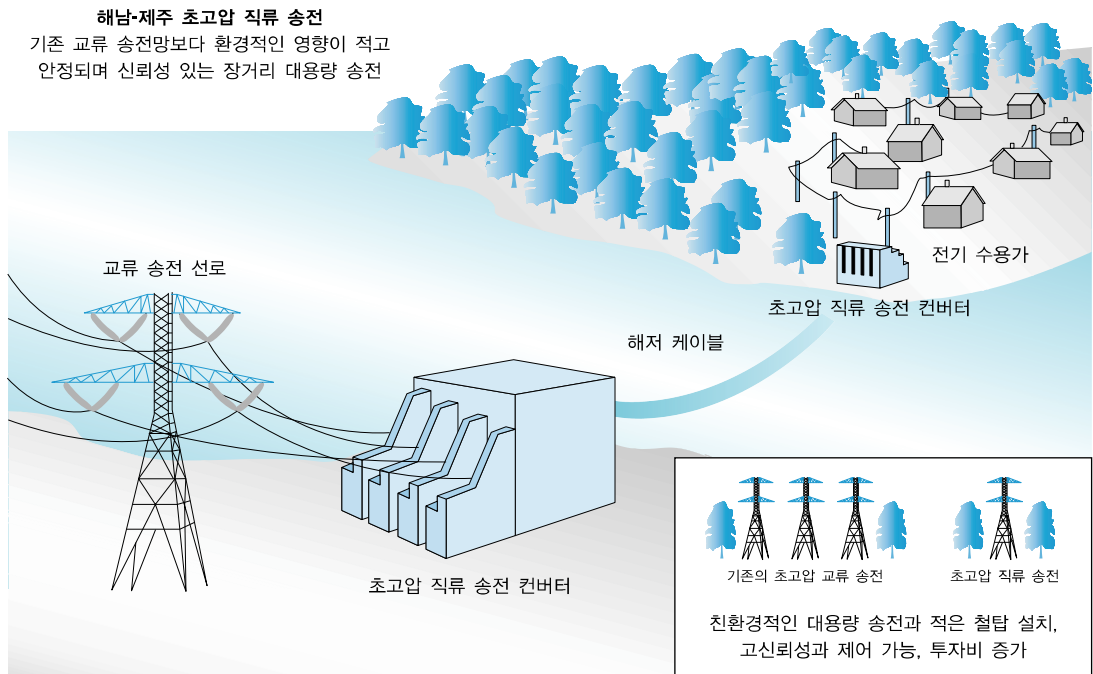 해남-제주 초고압 직류 송전
기존 교류 송전망보다 환경적인 영향이 적고
안정되며 신뢰성 있는 장거리 대용량 송전
교류 송전 선로
전기 수용가
초고압 직류 송전 컨버터
해저 케이블
초고압 직류 송전 컨버터
기존의 초고압 교류 송전
초고압 직류 송전
친환경적인 대용량 송전과 적은 철탑 설치,
고신뢰성과 제어 가능, 투자비 증가